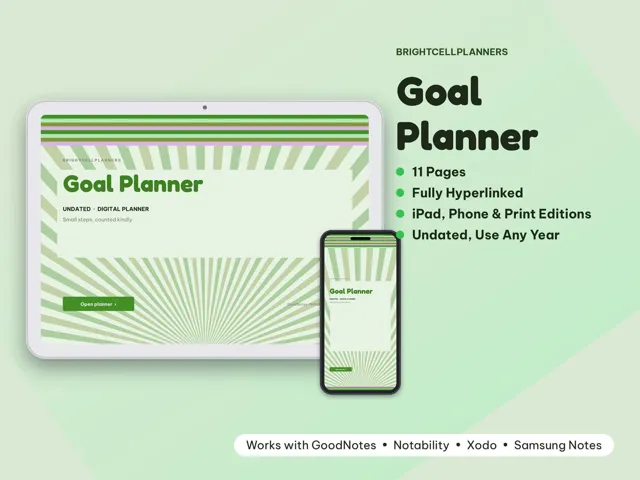 BRIGHTCELLPLANNERS
Goal
Planner
11 Pages
Fully Hyperlinked
iPad, Phone & Print Editions
Undated, Use Any Year
BRIGHTCELLPLANNERS
Goal Planner
UNDATED · DIGITAL PLANNER
Small steps, counted kindly
Open planner ›
Goal Planner
Works with GoodNotes • Notability • Xodo • Samsung Notes